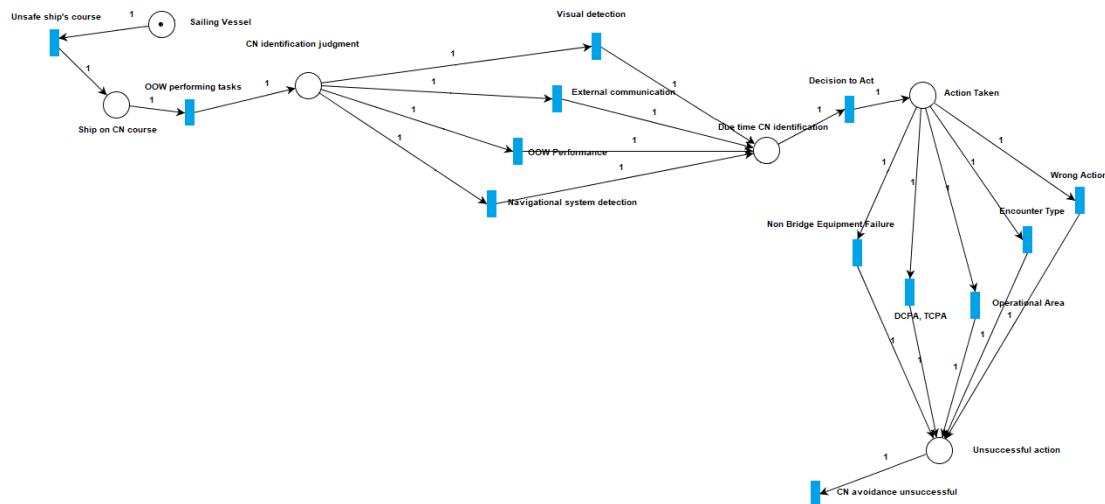 Visual detection
Unsafe ship's course
1
Sailing Vessel
1
CN identification judgment
1
1
Decision to Act
OOW performing tasks
1
1
External communication
1
1
1
Action Taken
1
Ship on CN course
1
1
Due time CN identification
1
OOW Performance
1
1
1
1
1
1
Wrong Action
1
Navigational system detection
Encounter Type
Non Bridge Equipment Failure
Operational Area
DCPA, TCPA
1
1
1
1
1
Unsuccessful action
1
CN avoidance unsuccessful